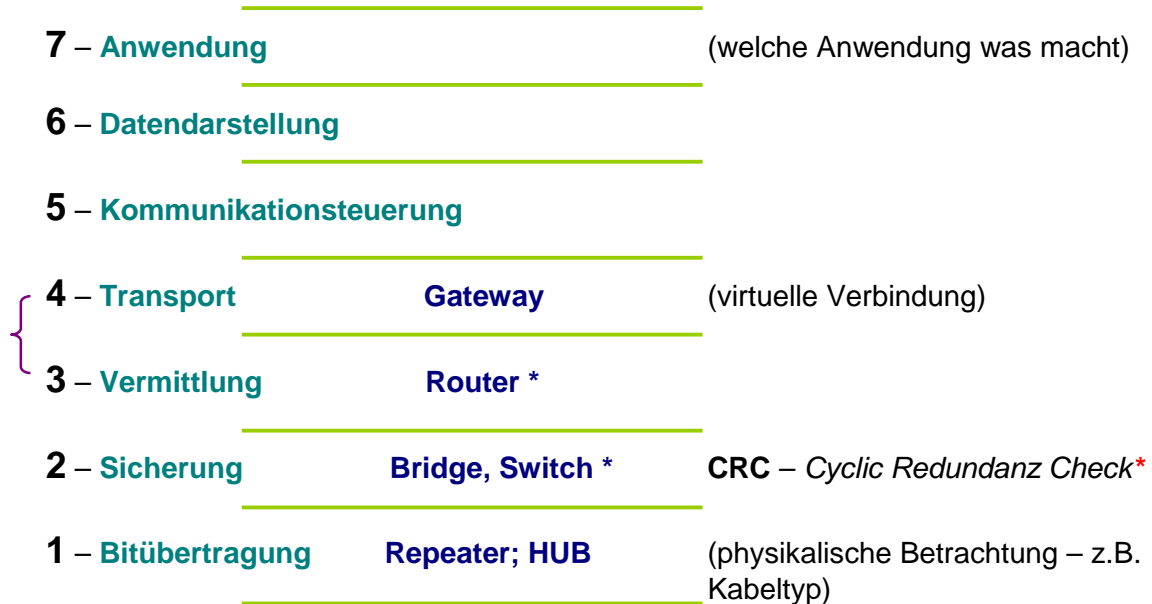 7 – Anwendung (welche Anwendung was macht)
6 – Datendarstellung
5 – Kommunikationsteuerung
4 – Transport Gateway (virtuelle Verbindung)
3 – Vermittlung Router *
2 – Sicherung Bridge, Switch * CRC – Cyclic Redundanz Check*
1 – Bitübertragung Repeater; HUB (physikalische Betrachtung – z.B.
Kabeltyp)